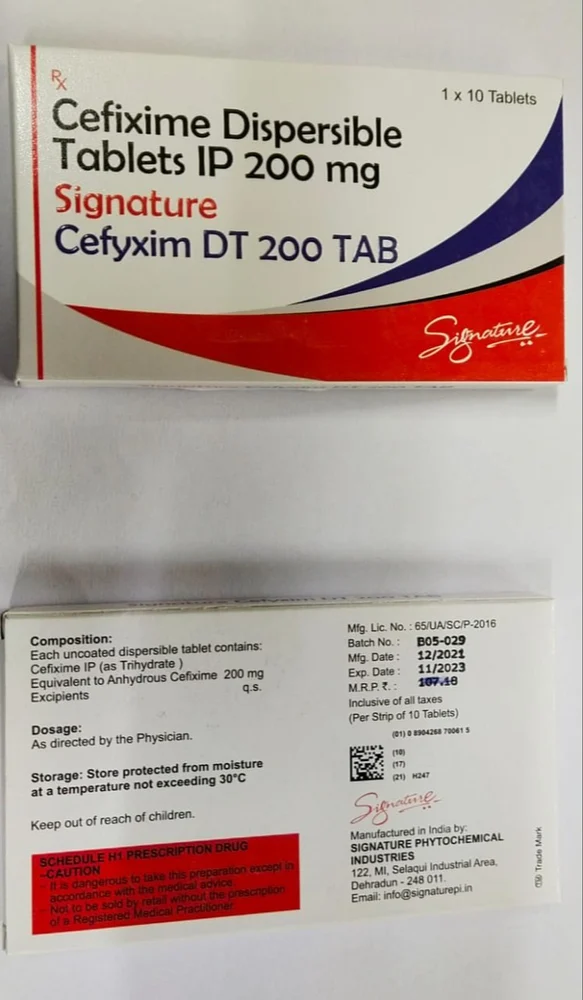 Rx
1 x 10 Tablets
Cefixime Dispersible
Tablets IP 200 mg
Signature
Cefyxim DT 200 TAB
Signature
Composition:
Each uncoated dispersible tablet contains:
Cefixime IP (as Trihydrate )
Equivalent to Anhydrous Cefixime 200 mg
Excipients q.s.
Dosage:
As directed by the Physician.
Storage: Store protected from moisture
at a temperature not exceeding 30°C
Keep out of reach of children.
SCHEDULE H1 PRESCRIPTION DRUG
-CAUTION
- It is dangerous to take this preparation except in
accordance with the medical advice.
- Not to be sold by retail without the prescription
of a Registered Medical Practitioner.
Mfg. Lic. No. : 65/UA/SC/P-2016
Batch No. : B05-029
Mfg. Date : 12/2021
Exp. Date : 11/2023
M.R.P. ₹. : 107.18
Inclusive of all taxes
(Per Strip of 10 Tablets)
(01) 0 8904268 70061 5
(10)
(17)
(21) H247
Signature
Manufactured in India by:
SIGNATURE PHYTOCHEMICAL
INDUSTRIES
122, MI, Selaqui Industrial Area,
Dehradun - 248 011.
Email: info@signaturepi.in
Trade Mark